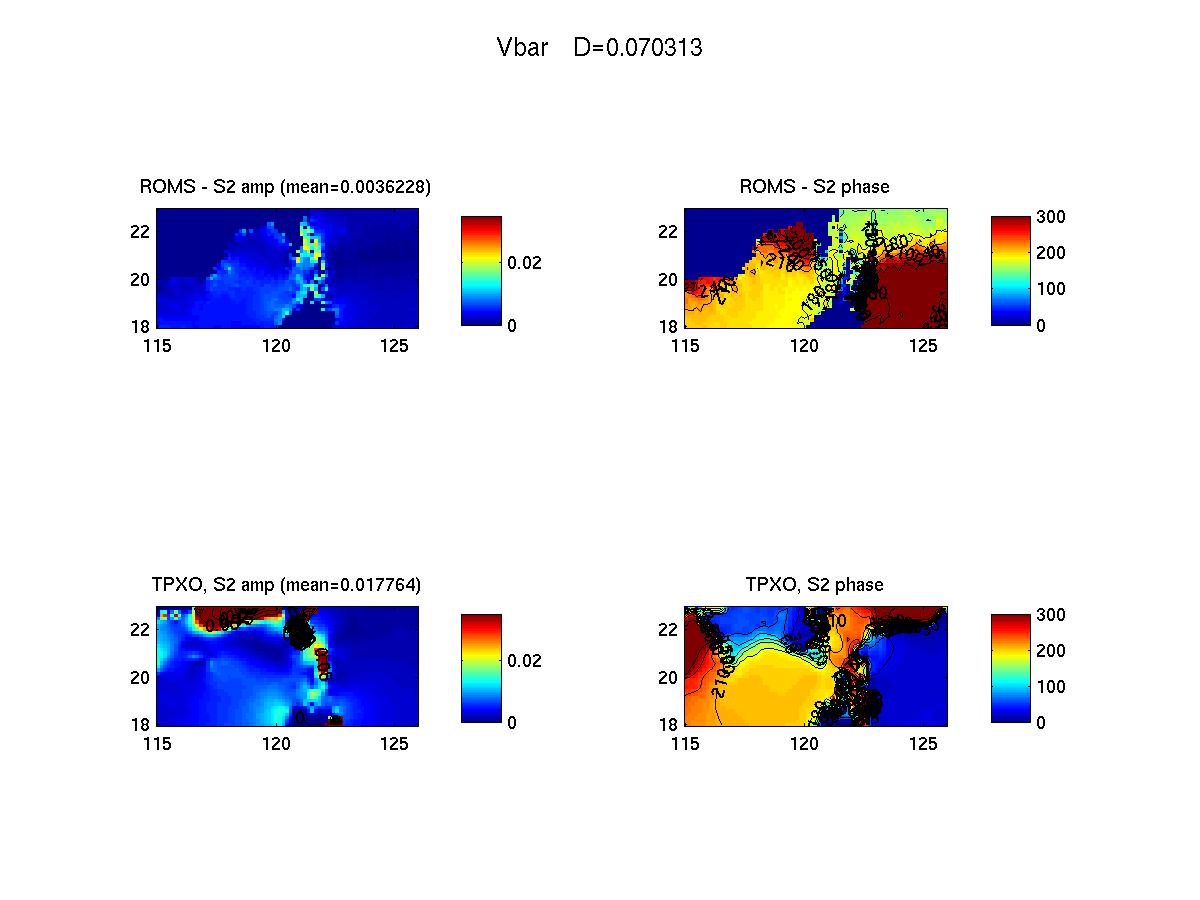 Vbar D=0.070313
ROMS - S2 amp (mean=0.0036228)
22
20
18
115 120 125
0.02
0
ROMS - S2 phase
22
20
18
115 120 125
300
200
100
0
TPXO, S2 amp (mean=0.017764)
22
20
18
115 120 125
0.02
0
TPXO, S2 phase
22
20
18
115 120 125
300
200
100
0